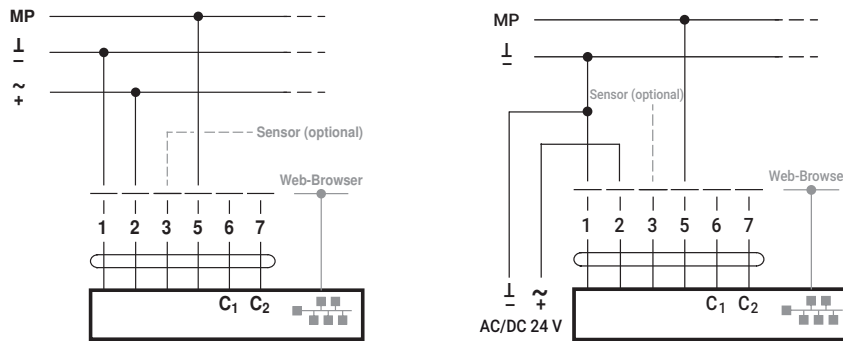 MP
⊥
–
~
+
Sensor (optional)
Web-Browser
1 2 3 5 6 7
C1 C2
MP
⊥
–
Sensor (optional)
Web-Browse
1 2 3 5 6 7
⊥ ~
– +
AC/DC 24 V
C1 C2